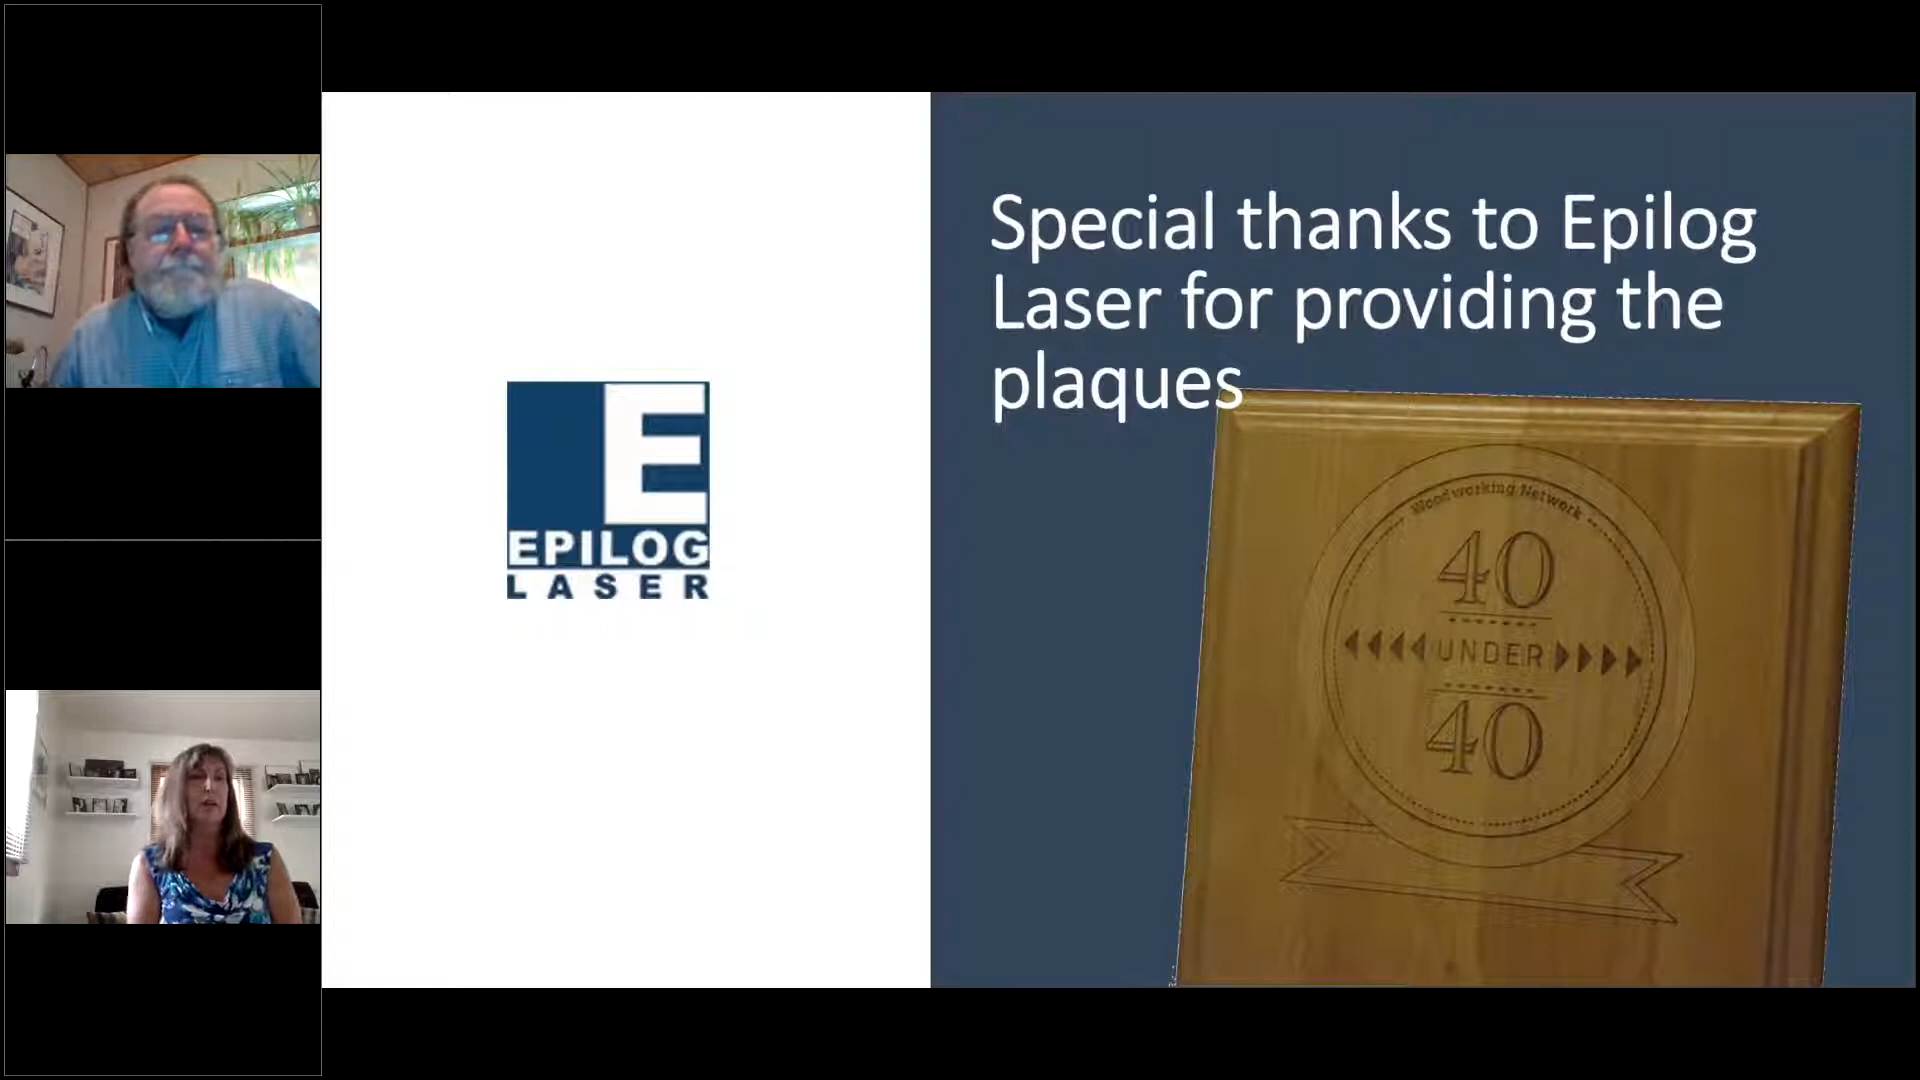 Special thanks to Epilog
Laser for providing the
plaques
E
EPILOG
LASER
Woodworking Network
40
UNDER
40